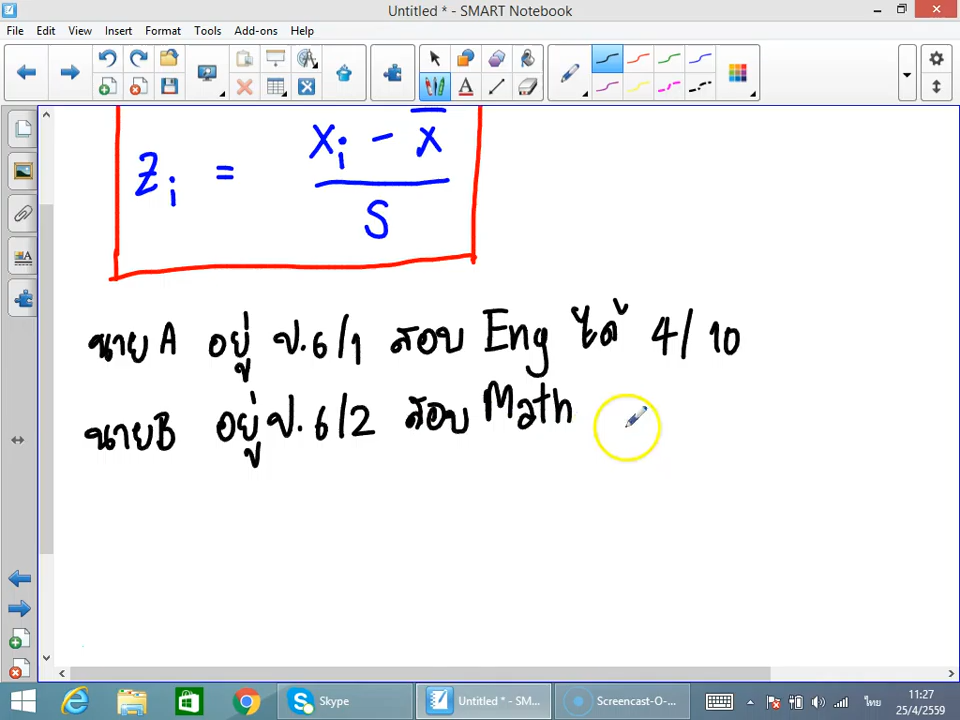 Untitled * - SMART Notebook
File Edit View Insert Format Tools Add-ons Help
Zi = xi - x̄
S
นาย A อยู่ ป.6/1 สอบ Eng ได้ 4/10
นาย B อยู่ ป.6/2 สอบ Math
Skype Untitled * - SM... Screencast-O-... ไทย 11:27
25/4/2559